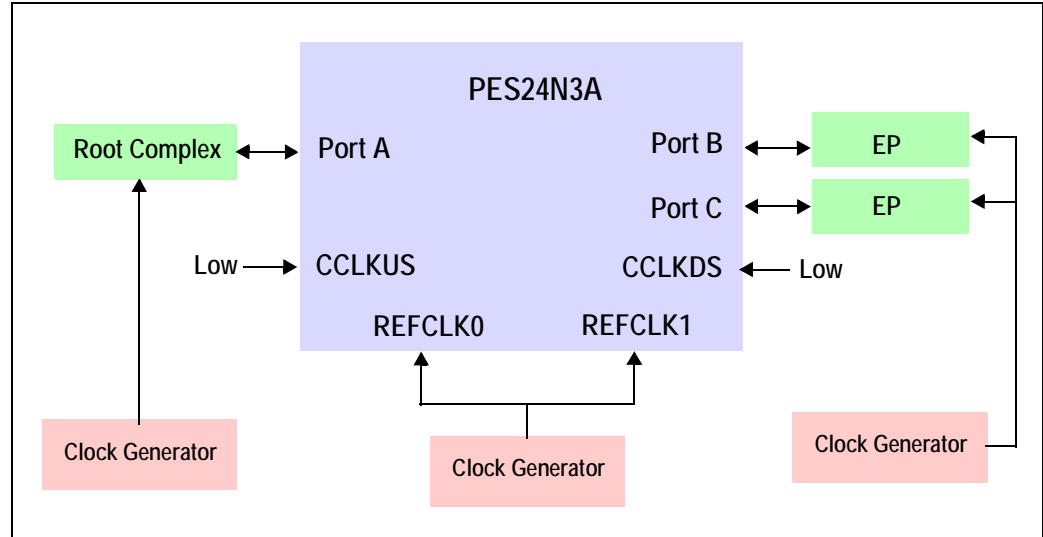 PES24N3A
Root Complex
Port A
Port B
EP
Port C
EP
Low
CCLKUS
CCLKDS
Low
REFCLK0
REFCLK1
Clock Generator
Clock Generator
Clock Generator